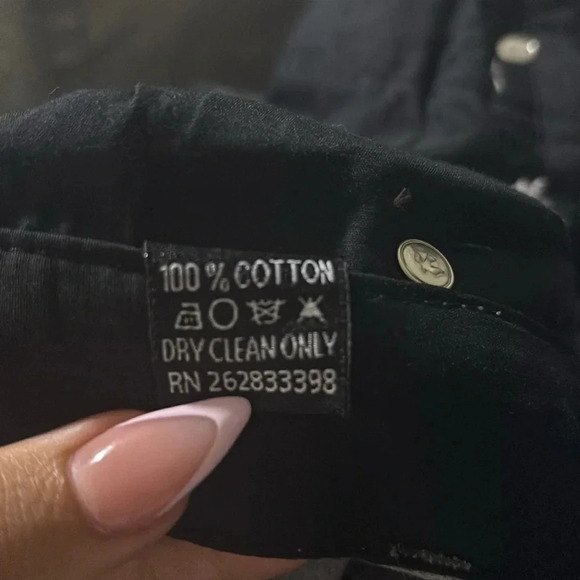 100 % COTTON
DRY CLEAN ONLY
RN 262833398